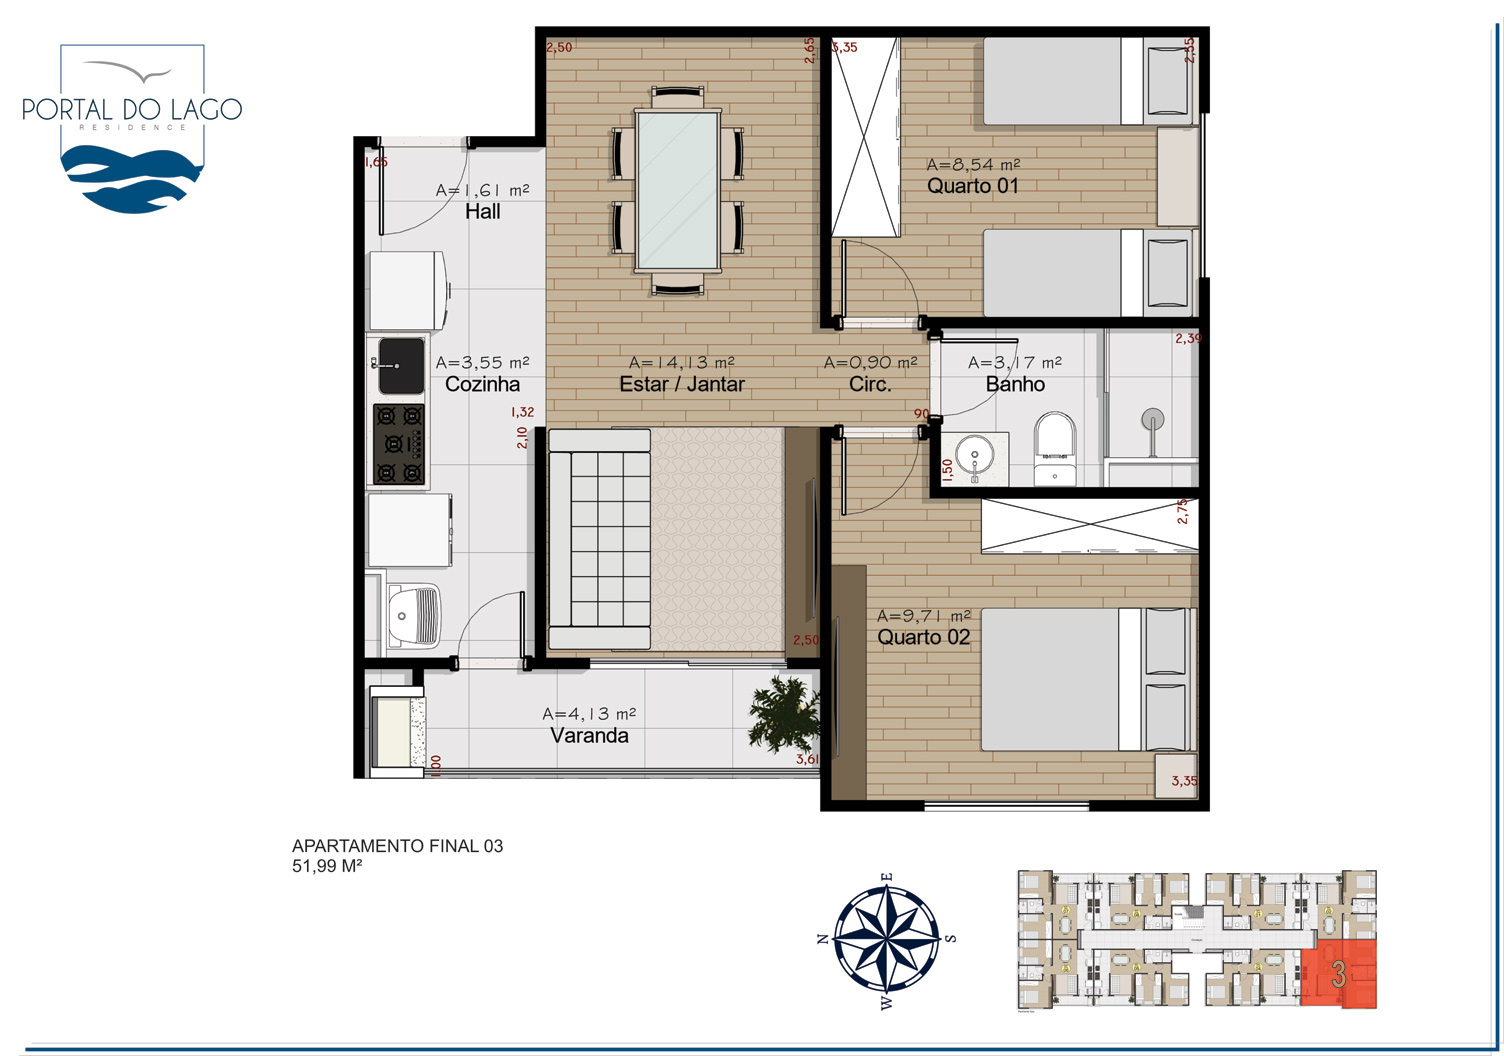 PORTAL DO LAGO
RESIDENCE
2,50
2,65
3,35
2,55
1,65
A=1,61 m²
Hall
A=8,54 m²
Quarto 01
A=3,55 m²
Cozinha
A=14,13 m²
Estar / Jantar
A=0,90 m²
Circ.
A=3,17 m²
Banho
2,39
1,32
2,10
90
1,50
2,75
A=9,71 m²
Quarto 02
2,50
A=4,13 m²
Varanda
1,00
3,61
3,35
APARTAMENTO FINAL 03
51,99 M²
E
N
S
W
3